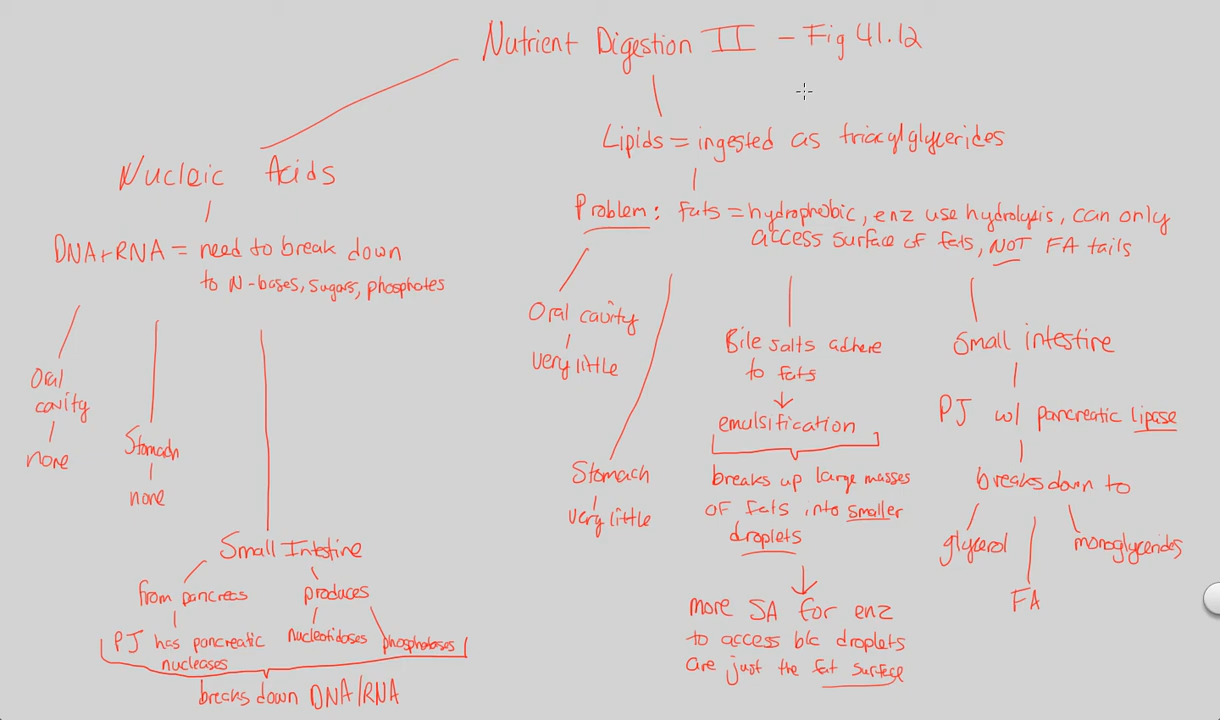 Nutrient Digestion II - Fig 41.12
Nucleic Acids
DNA+RNA = need to break down
to N-bases, sugars, phosphates
Oral
cavity
none
Stomach
none
Small Intestine
from pancreas
PJ has pancreatic
nucleases
produces
nucleotidases
phosphatases
breaks down DNA/RNA
Lipids = ingested as triacylglycerides
Problem: fats = hydrophobic, enz use hydrolysis, can only
access surface of fats, NOT FA tails
Oral cavity
very little
Stomach
very little
Bile salts adhere
to fats
emulsification
breaks up large masses
of fats into smaller
droplets
more SA for enz
to access b/c droplets
are just the fat surface
Small intestine
PJ w/ pancreatic lipase
breaks down to
glycerol
FA
monoglycerides